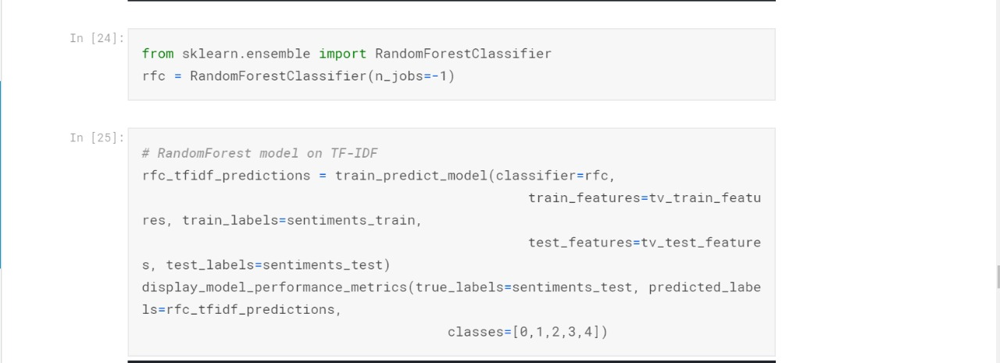 In [24]:
from sklearn.ensemble import RandomForestClassifier
rfc = RandomForestClassifier(n_jobs=-1)
In [25]:
# RandomForest model on TF-IDF
rfc_tfidf_predictions = train_predict_model(classifier=rfc,
train_features=tv_train_featu
res, train_labels=sentiments_train,
test_features=tv_test_feature
s, test_labels=sentiments_test)
display_model_performance_metrics(true_labels=sentiments_test, predicted_labe
ls=rfc_tfidf_predictions,
classes=[0,1,2,3,4])